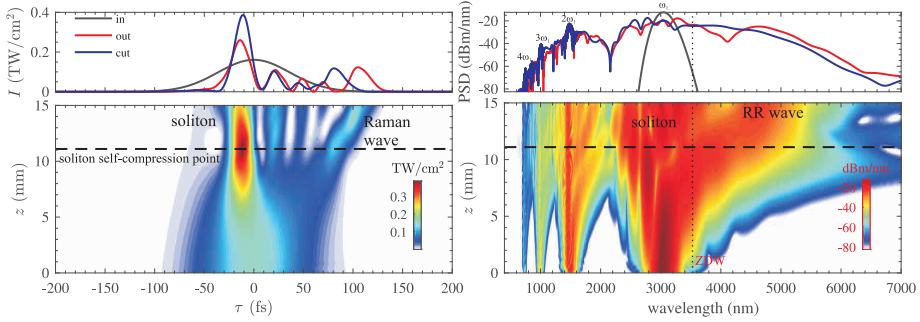 I (TW/cm²)
0.4
0.2
0
in
out
cut
15
10
5
0
z (mm)
soliton
Raman
wave
soliton self-compression point
TW/cm²
0.3
0.2
0.1
-200 -150 -100 -50 0 50 100 150 200
τ (fs)
PSD (dBm/nm)
0
-20
-40
-60
-80
4ω₁
3ω₁
2ω₁
ω₁
15
10
5
0
z (mm)
soliton
RR wave
dBm/nm
-40
-60
-80
ZDW
1000 2000 3000 4000 5000 6000 7000
wavelength (nm)